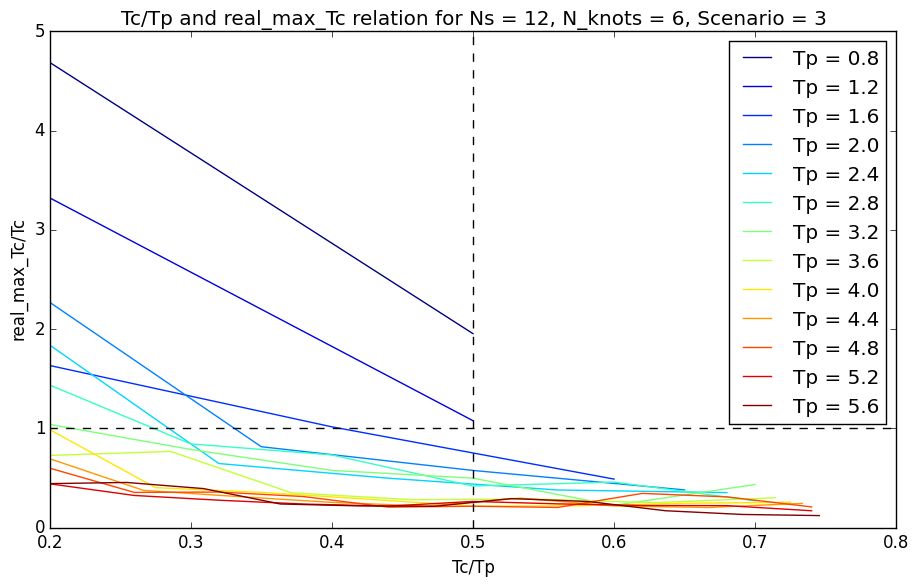 Tc/Tp and real_max_Tc relation for Ns = 12, N_knots = 6, Scenario = 3
real_max_Tc/Tc
5
4
3
2
1
0
0.2 0.3 0.4 0.5 0.6 0.7 0.8
Tc/Tp
Tp = 0.8
Tp = 1.2
Tp = 1.6
Tp = 2.0
Tp = 2.4
Tp = 2.8
Tp = 3.2
Tp = 3.6
Tp = 4.0
Tp = 4.4
Tp = 4.8
Tp = 5.2
Tp = 5.6